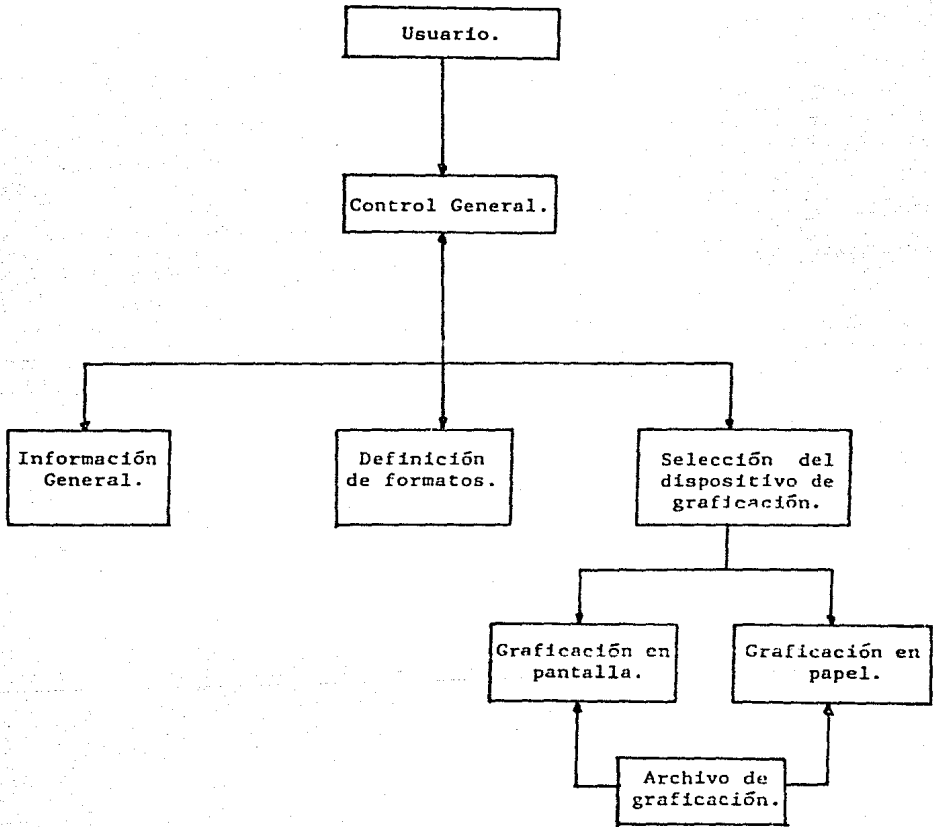 Usuario.
Control General.
Información
General.
Definición
de formatos.
Selección del
dispositivo de
graficación.
Graficación en
pantalla.
Graficación en
papel.
Archivo de
graficación.